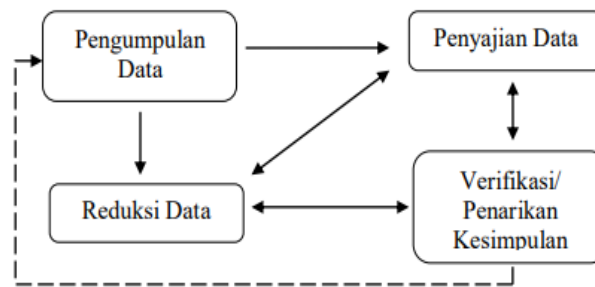 Pengumpulan
Data
Penyajian Data
Reduksi Data
Verifikasi/
Penarikan
Kesimpulan